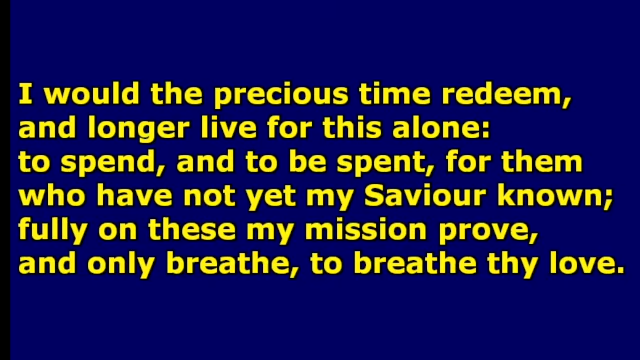 I would the precious time redeem,
and longer live for this alone:
to spend, and to be spent, for them
who have not yet my Saviour known;
fully on these my mission prove,
and only breathe, to breathe thy love.